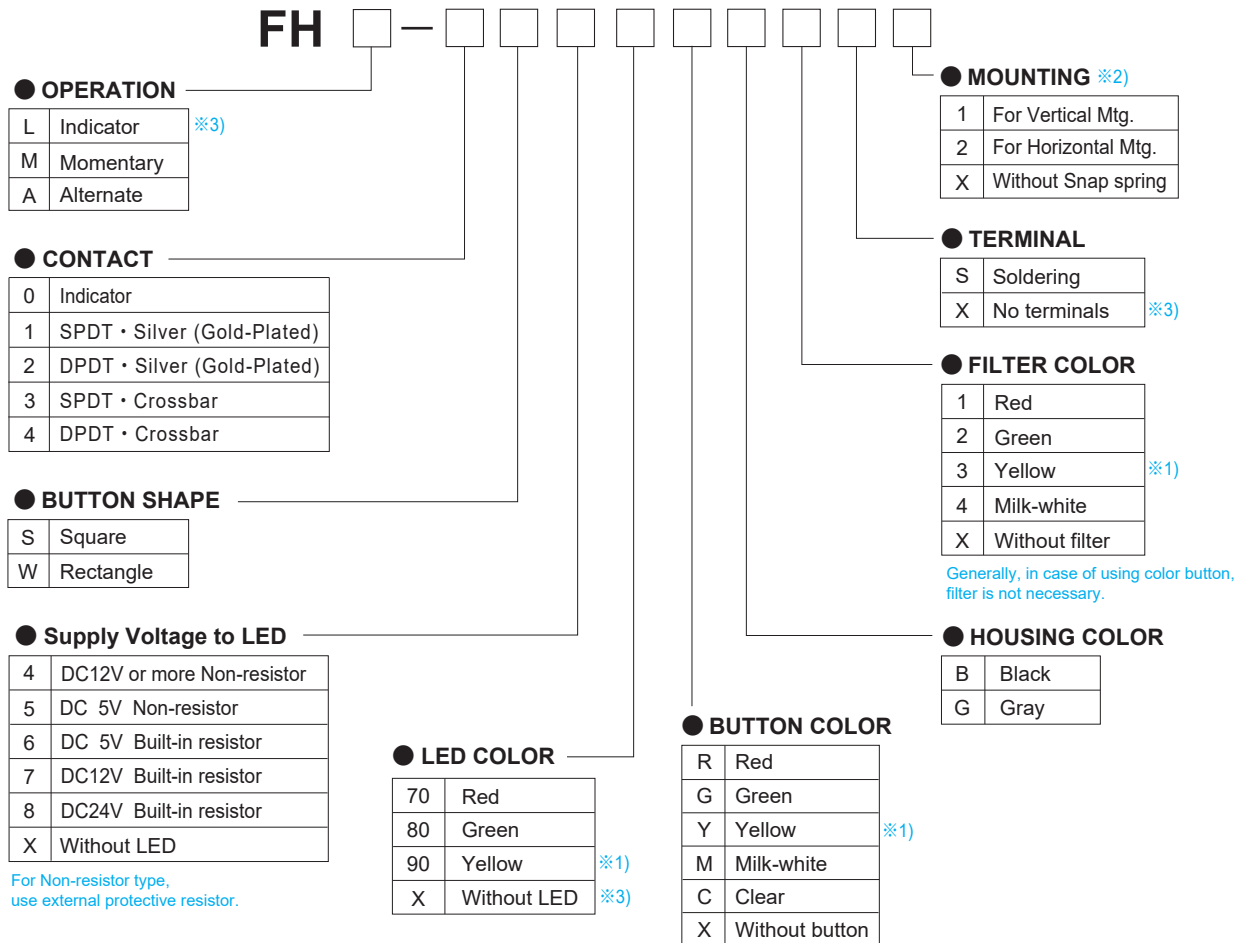 FH —
● OPERATION
L Indicator ※3)
M Momentary
A Alternate
● CONTACT
0 Indicator
1 SPDT・Silver (Gold-Plated)
2 DPDT・Silver (Gold-Plated)
3 SPDT・Crossbar
4 DPDT・Crossbar
● BUTTON SHAPE
S Square
W Rectangle
● Supply Voltage to LED
4 DC12V or more Non-resistor
5 DC 5V Non-resistor
6 DC 5V Built-in resistor
7 DC12V Built-in resistor
8 DC24V Built-in resistor
X Without LED
For Non-resistor type,
use external protective resistor.
● LED COLOR
70 Red
80 Green
90 Yellow ※1)
X Without LED ※3)
● BUTTON COLOR
R Red
G Green
Y Yellow ※1)
M Milk-white
C Clear
X Without button
● MOUNTING ※2)
1 For Vertical Mtg.
2 For Horizontal Mtg.
X Without Snap spring
● TERMINAL
S Soldering
X No terminals ※3)
● FILTER COLOR
1 Red
2 Green
3 Yellow ※1)
4 Milk-white
X Without filter
Generally, in case of using color button,
filter is not necessary.
● HOUSING COLOR
B Black
G Gray